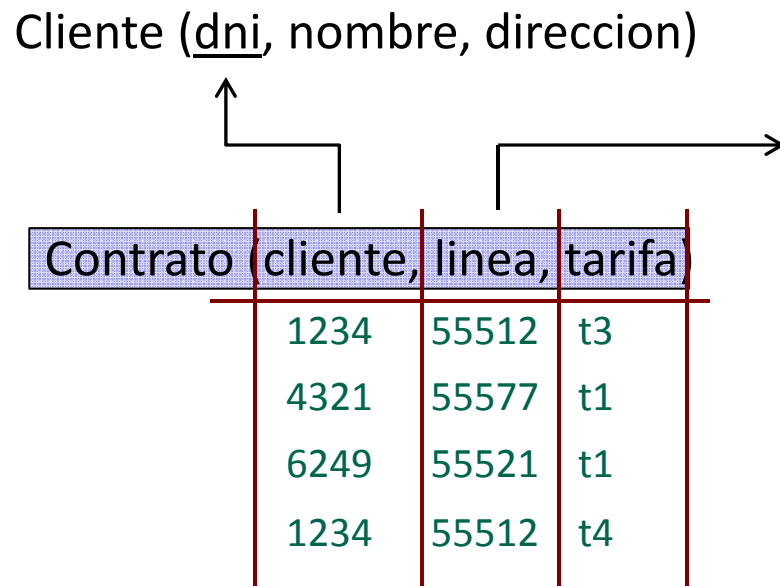 Cliente (dni, nombre, direccion)
Contrato (cliente, linea, tarifa)
1234 55512 t3
4321 55577 t1
6249 55521 t1
1234 55512 t4